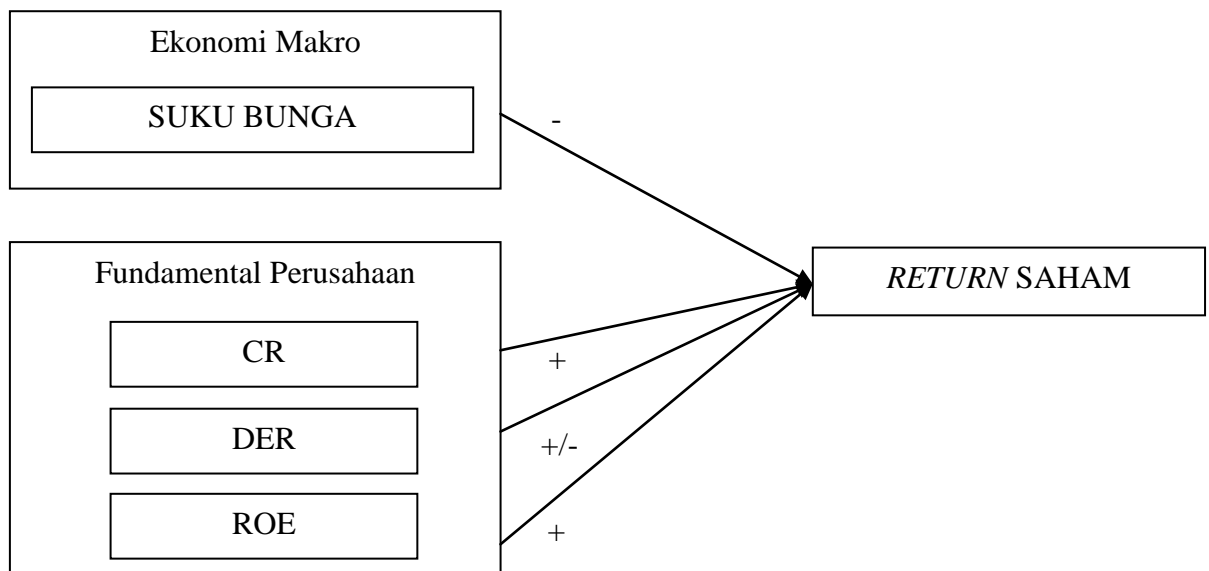 Ekonomi Makro
SUKU BUNGA
-
Fundamental Perusahaan
RETURN SAHAM
CR
+
DER
+/-
ROE
+